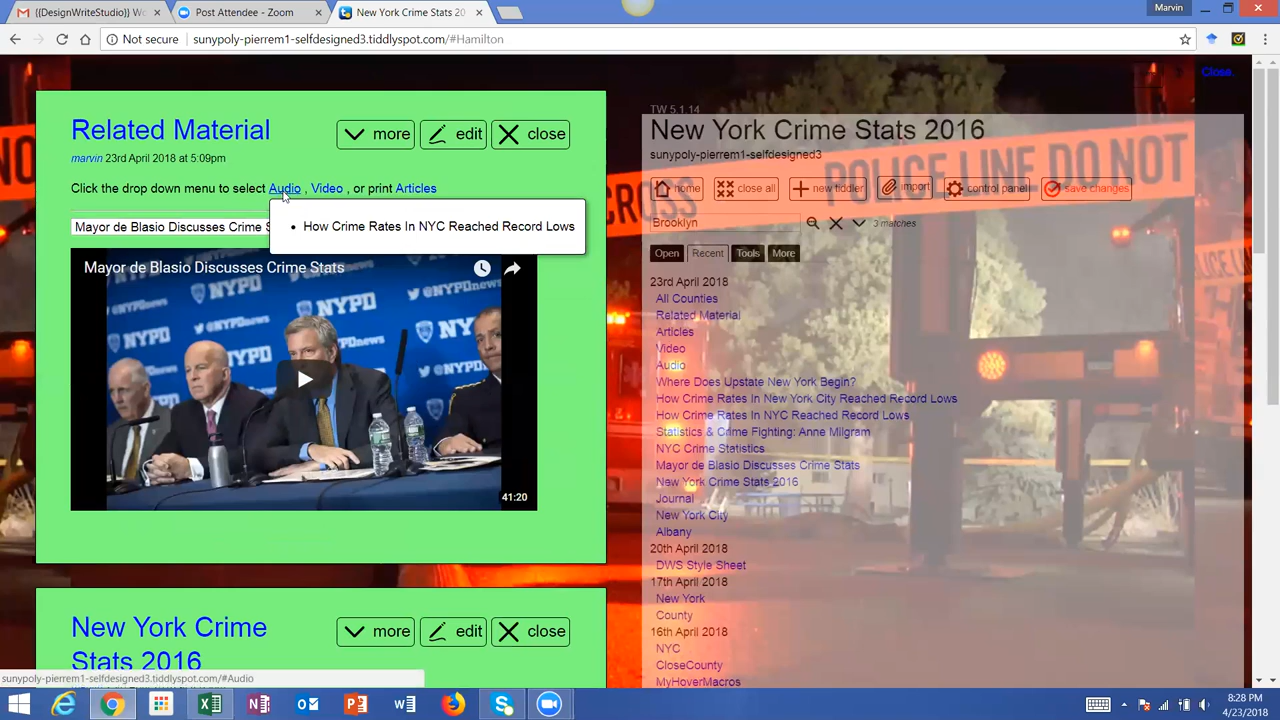 ({DesignWriteStudio}) Wo
Post Attendee - Zoom
New York Crime Stats 20
Marvin
Not secure
sunypoly-pierrem1-selfdesigned3.tiddlyspot.com/#Hamilton
Close.
Related Material
more
edit
close
marvin 23rd April 2018 at 5:09pm
Click the drop down menu to select Audio , Video , or print Articles
Mayor de Blasio Discusses Crime S
How Crime Rates In NYC Reached Record Lows
Mayor de Blasio Discusses Crime Stats
NYPD
@nypdnews
41:20
New York Crime
Stats 2016
more
edit
close
TW 5.1.14
New York Crime Stats 2016
sunypoly-pierrem1-selfdesigned3
home
close all
new tiddler
import
control panel
save changes
Brooklyn
3 matches
Open
Recent
Tools
More
23rd April 2018
All Counties
Related Material
Articles
Video
Audio
Where Does Upstate New York Begin?
How Crime Rates In New York City Reached Record Lows
How Crime Rates In NYC Reached Record Lows
Statistics & Crime Fighting: Anne Milgram
NYC Crime Statistics
Mayor de Blasio Discusses Crime Stats
New York Crime Stats 2016
Journal
New York City
Albany
20th April 2018
DWS Style Sheet
17th April 2018
New York
County
16th April 2018
NYC
CloseCounty
MyHoverMacros
CROSS
POLICE LINE DO NOT
sunypoly-pierrem1-selfdesigned3.tiddlyspot.com/#Audio
8:28 PM
4/23/2018